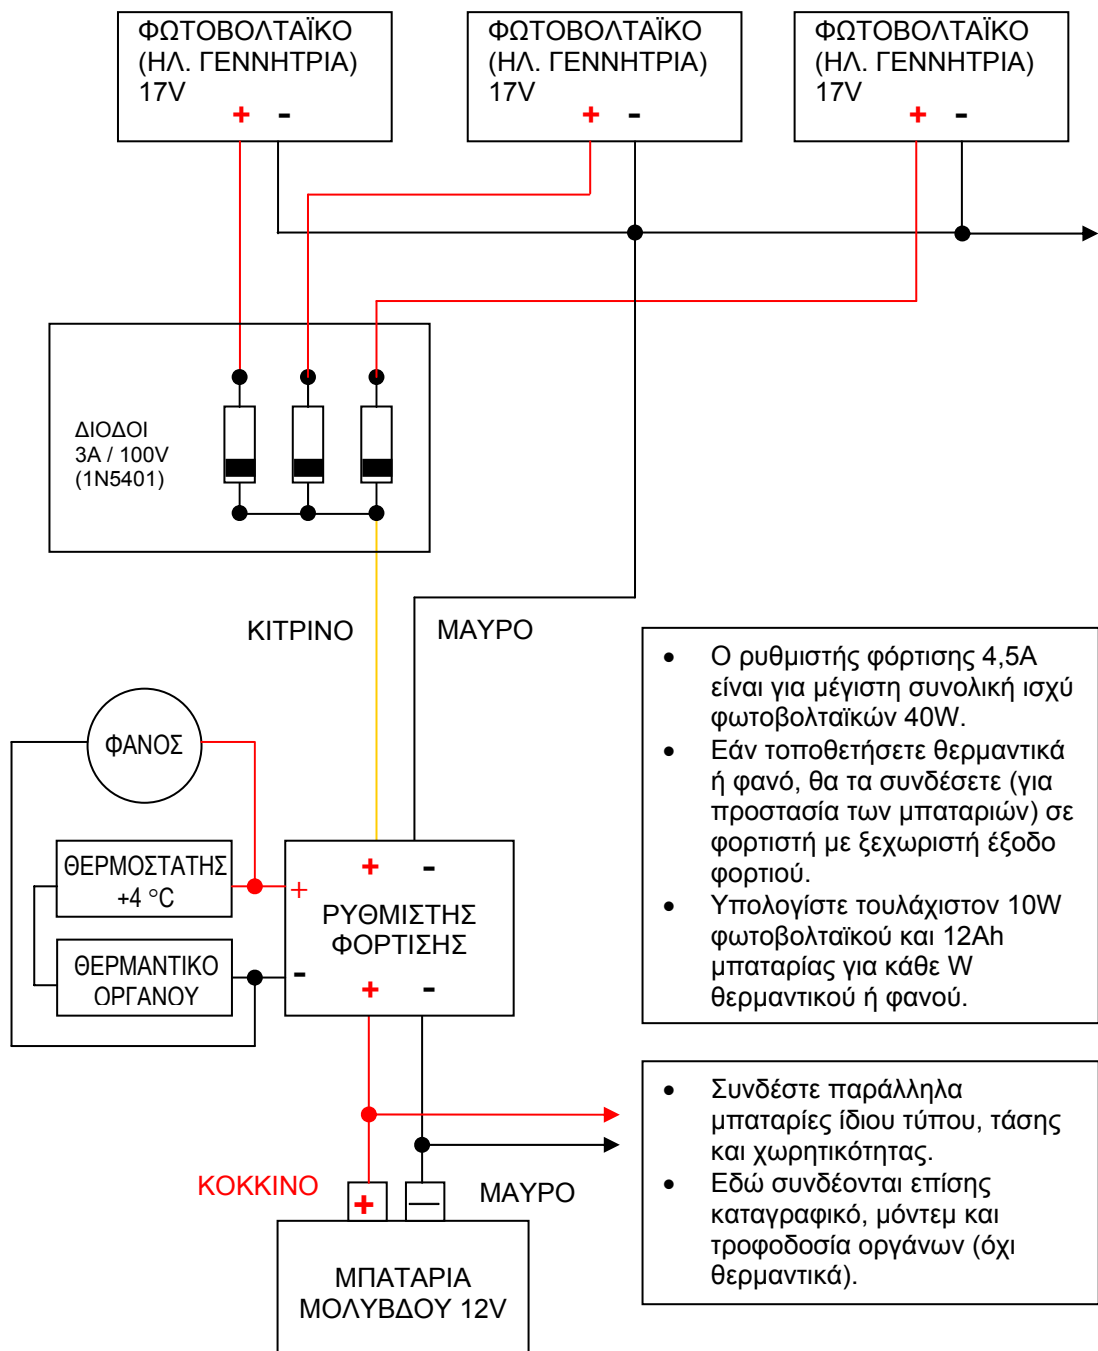 ΦΩΤΟΒΟΛΤΑΪΚΟ
(ΗΛ. ΓΕΝΝΗΤΡΙΑ)
17V
+ -
ΦΩΤΟΒΟΛΤΑΪΚΟ
(ΗΛ. ΓΕΝΝΗΤΡΙΑ)
17V
+ -
ΦΩΤΟΒΟΛΤΑΪΚΟ
(ΗΛ. ΓΕΝΝΗΤΡΙΑ)
17V
+ -
ΔΙΟΔΟΙ
3A / 100V
(1N5401)
ΚΙΤΡΙΝΟ
ΜΑΥΡΟ
ΦΑΝΟΣ
ΘΕΡΜΟΣΤΑΤΗΣ
+4 °C
ΘΕΡΜΑΝΤΙΚΟ
ΟΡΓΑΝΟΥ
+ -
+
ΡΥΘΜΙΣΤΗΣ
ΦΟΡΤΙΣΗΣ
-
+ -
• Ο ρυθμιστής φόρτισης 4,5Α
είναι για μέγιστη συνολική ισχύ
φωτοβολταϊκών 40W.
• Εάν τοποθετήσετε θερμαντικά
ή φανό, θα τα συνδέσετε (για
προστασία των μπαταριών) σε
φορτιστή με ξεχωριστή έξοδο
φορτιού.
• Υπολογίστε τουλάχιστον 10W
φωτοβολταϊκού και 12Ah
μπαταρίας για κάθε W
θερμαντικού ή φανού.
• Συνδέστε παράλληλα
μπαταρίες ίδιου τύπου, τάσης
και χωρητικότητας.
• Εδώ συνδέονται επίσης
καταγραφικό, μόντεμ και
τροφοδοσία οργάνων (όχι
θερμαντικά).
ΚΟΚΚΙΝΟ
+ —
ΜΑΥΡΟ
ΜΠΑΤΑΡΙΑ
ΜΟΛΥΒΔΟΥ 12V